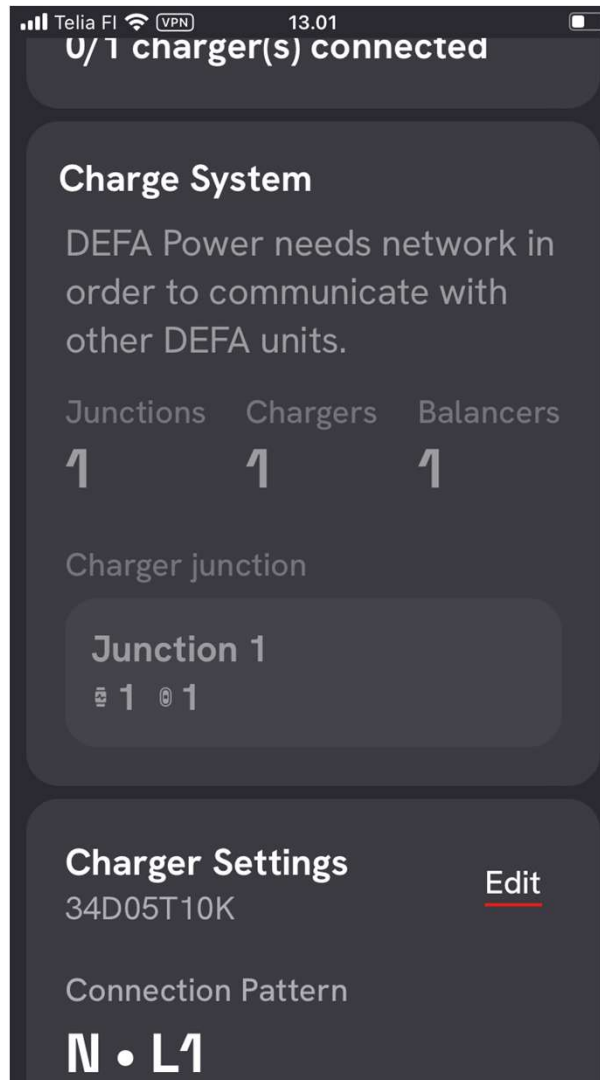 Telia FI VPN 13.01
0/1 charger(s) connected
Charge System
DEFA Power needs network in
order to communicate with
other DEFA units.
Junctions Chargers Balancers
1 1 1
Charger junction
Junction 1
1 1
Charger Settings
Edit
34D05T10K
Connection Pattern
N • L1